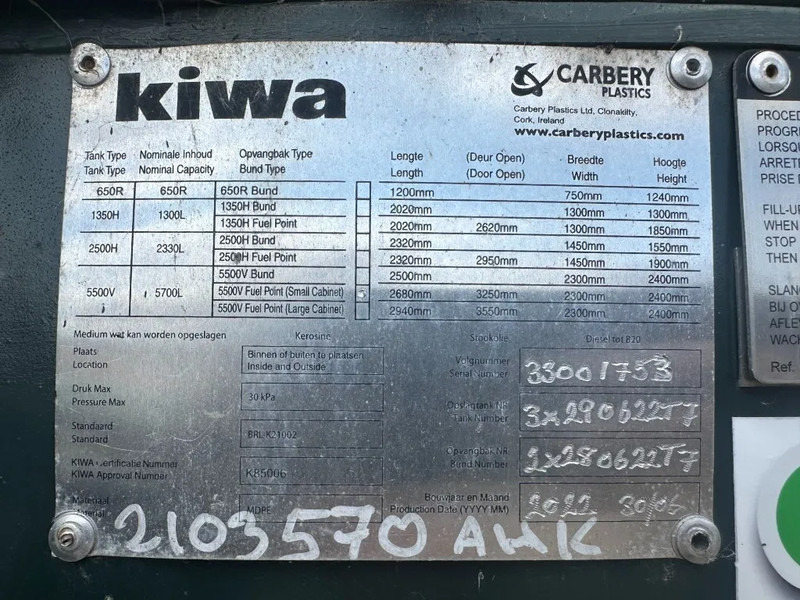 kiwa
CARBERY
PLASTICS
Carbery Plastics Ltd, Clonakilty,
Cork, Ireland
www.carberyplastics.com
Tank Type Nominale Inhoud Opvangbak Type Lengte (Deur Open) Breedte Hoogte
Tank Type Nominal Capacity Bund Type Length (Door Open) Width Height
650R 650R 650R Bund 1200mm 750mm 1240mm
1350H 1300L 1350H Bund 2020mm 1300mm 1300mm
1350H Fuel Point 2020mm 2620mm 1300mm 1850mm
2500H 2330L 2500H Bund 2320mm 1450mm 1550mm
2500H Fuel Point 2320mm 2950mm 1450mm 1900mm
5500V 5700L 5500V Bund 2500mm 2300mm 2400mm
5500V Fuel Point (Small Cabinet) 2680mm 3250mm 2300mm 2400mm
5500V Fuel Point (Large Cabinet) 2940mm 3550mm 2300mm 2400mm
Medium wat kan worden opgeslagen Kerosine Stookolie Diesel tot B20
Plaats Binnen of buiten te plaatsen Volgnummer 33001753
Location Inside and Outside Serial Number
Druk Max 30 kPa Opslagtank NR 3x290622T7
Pressure Max Tank Number
Standaard BRL K21002 Opvangbak NR 2x280622T7
Standard Bund Number
KIWA Certificatie Nummer K85006
KIWA Approval Number
Materiaal MDPE Bouwjaar en Maand 2022 30/06
Material Production Date (YYYY MM)
2103570 AHK
PROCED
PROGRE
LORSQU
ARRETE
PRISE D
FILL-UP
WHEN
STOP
THEN
SLANG
BIJ OV
AFLET
WACH
Ref.